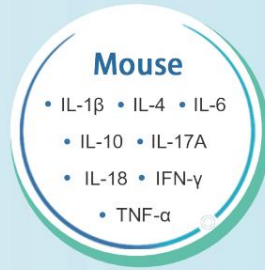 Mouse
• IL-1β • IL-4 • IL-6
• IL-10 • IL-17A
• IL-18 • IFN-γ
• TNF-α